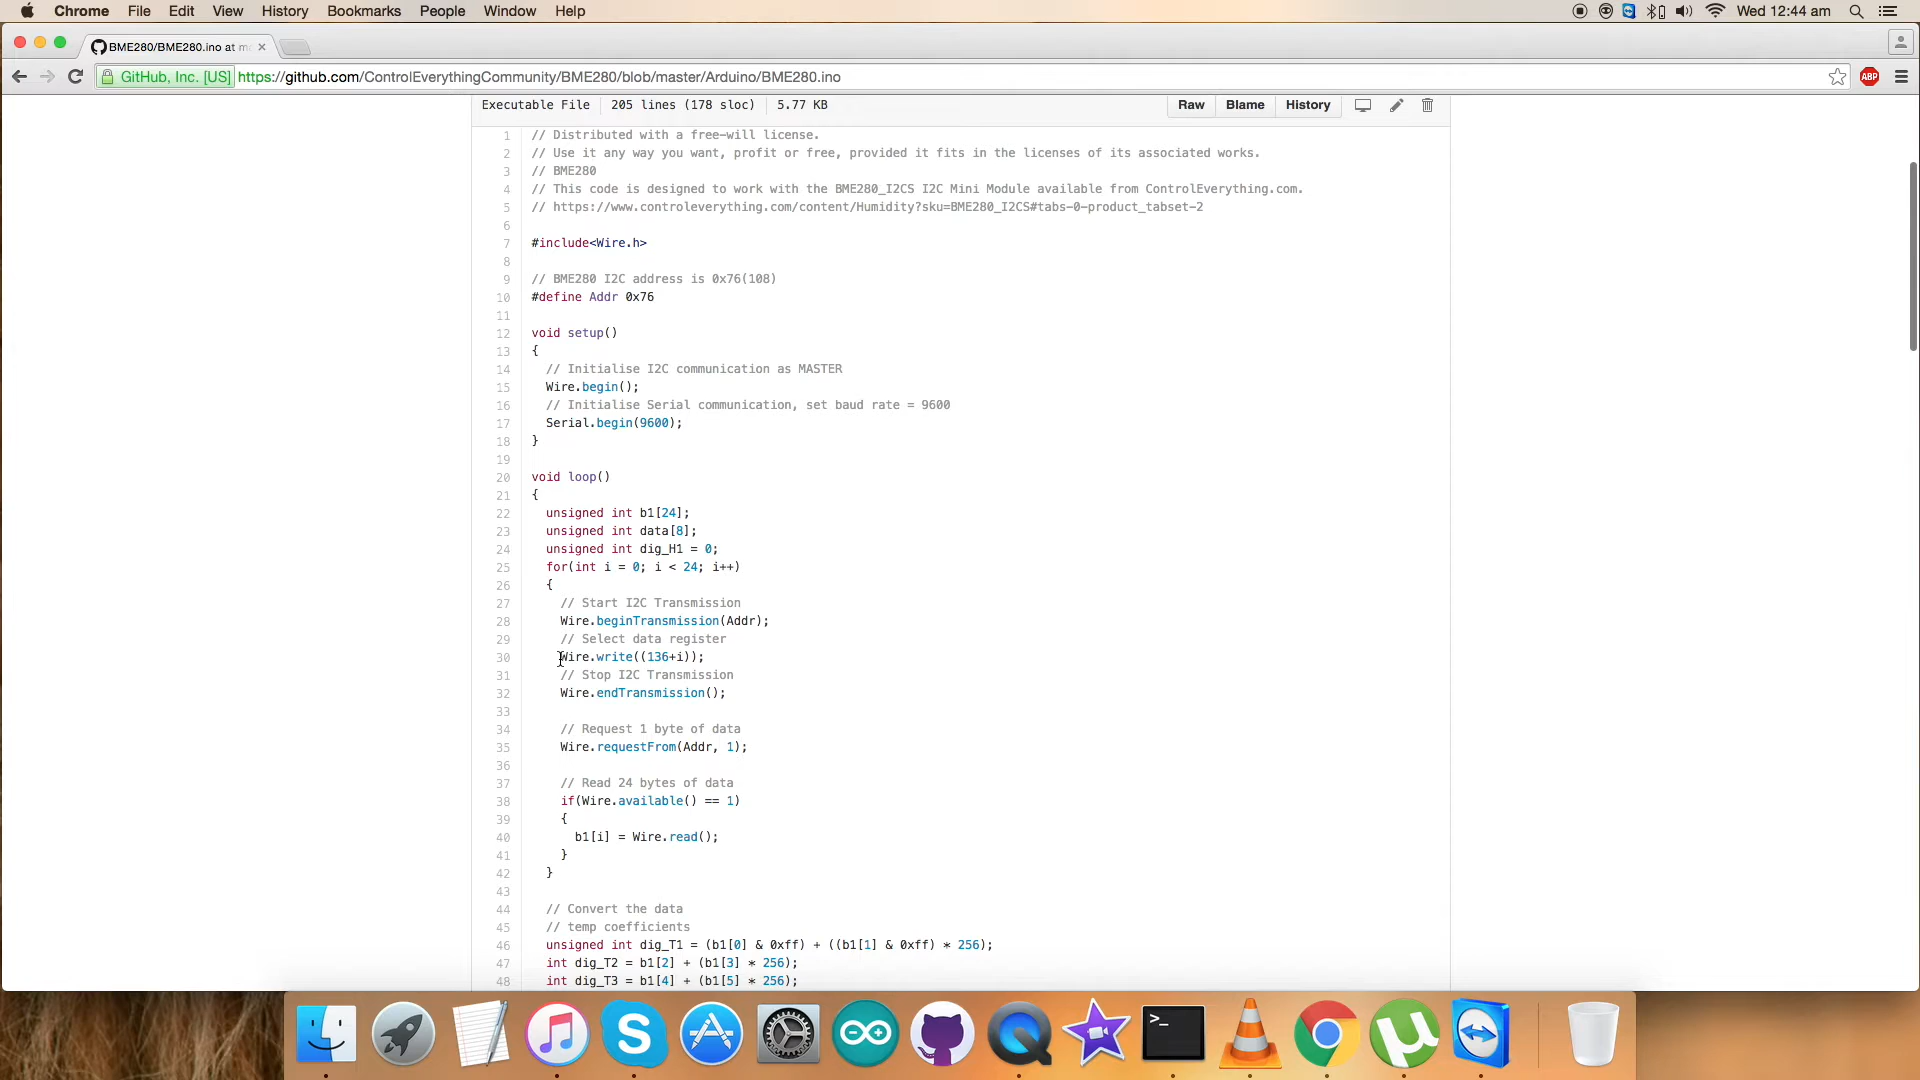 Chrome File Edit View History Bookmarks People Window Help Wed 12:44 am
BME280/BME280.ino at m
GitHub, Inc. [US] https://github.com/ControlEverythingCommunity/BME280/blob/master/Arduino/BME280.ino ABP
Executable File 205 lines (178 sloc) 5.77 KB Raw Blame History
1 // Distributed with a free-will license.
2 // Use it any way you want, profit or free, provided it fits in the licenses of its associated works.
3 // BME280
4 // This code is designed to work with the BME280_I2CS I2C Mini Module available from ControlEverything.com.
5 // https://www.controleverything.com/content/Humidity?sku=BME280_I2CS#tabs-0-product_tabset-2
6
7 #include<Wire.h>
8
9 // BME280 I2C address is 0x76(108)
10 #define Addr 0x76
11
12 void setup()
13 {
14 // Initialise I2C communication as MASTER
15 Wire.begin();
16 // Initialise Serial communication, set baud rate = 9600
17 Serial.begin(9600);
18 }
19
20 void loop()
21 {
22 unsigned int b1[24];
23 unsigned int data[8];
24 unsigned int dig_H1 = 0;
25 for(int i = 0; i < 24; i++)
26 {
27 // Start I2C Transmission
28 Wire.beginTransmission(Addr);
29 // Select data register
30 Wire.write((136+i));
31 // Stop I2C Transmission
32 Wire.endTransmission();
33
34 // Request 1 byte of data
35 Wire.requestFrom(Addr, 1);
36
37 // Read 24 bytes of data
38 if(Wire.available() == 1)
39 {
40 b1[i] = Wire.read();
41 }
42 }
43
44 // Convert the data
45 // temp coefficients
46 unsigned int dig_T1 = (b1[0] & 0xff) + ((b1[1] & 0xff) * 256);
47 int dig_T2 = b1[2] + (b1[3] * 256);
48 int dig_T3 = b1[4] + (b1[5] * 256);